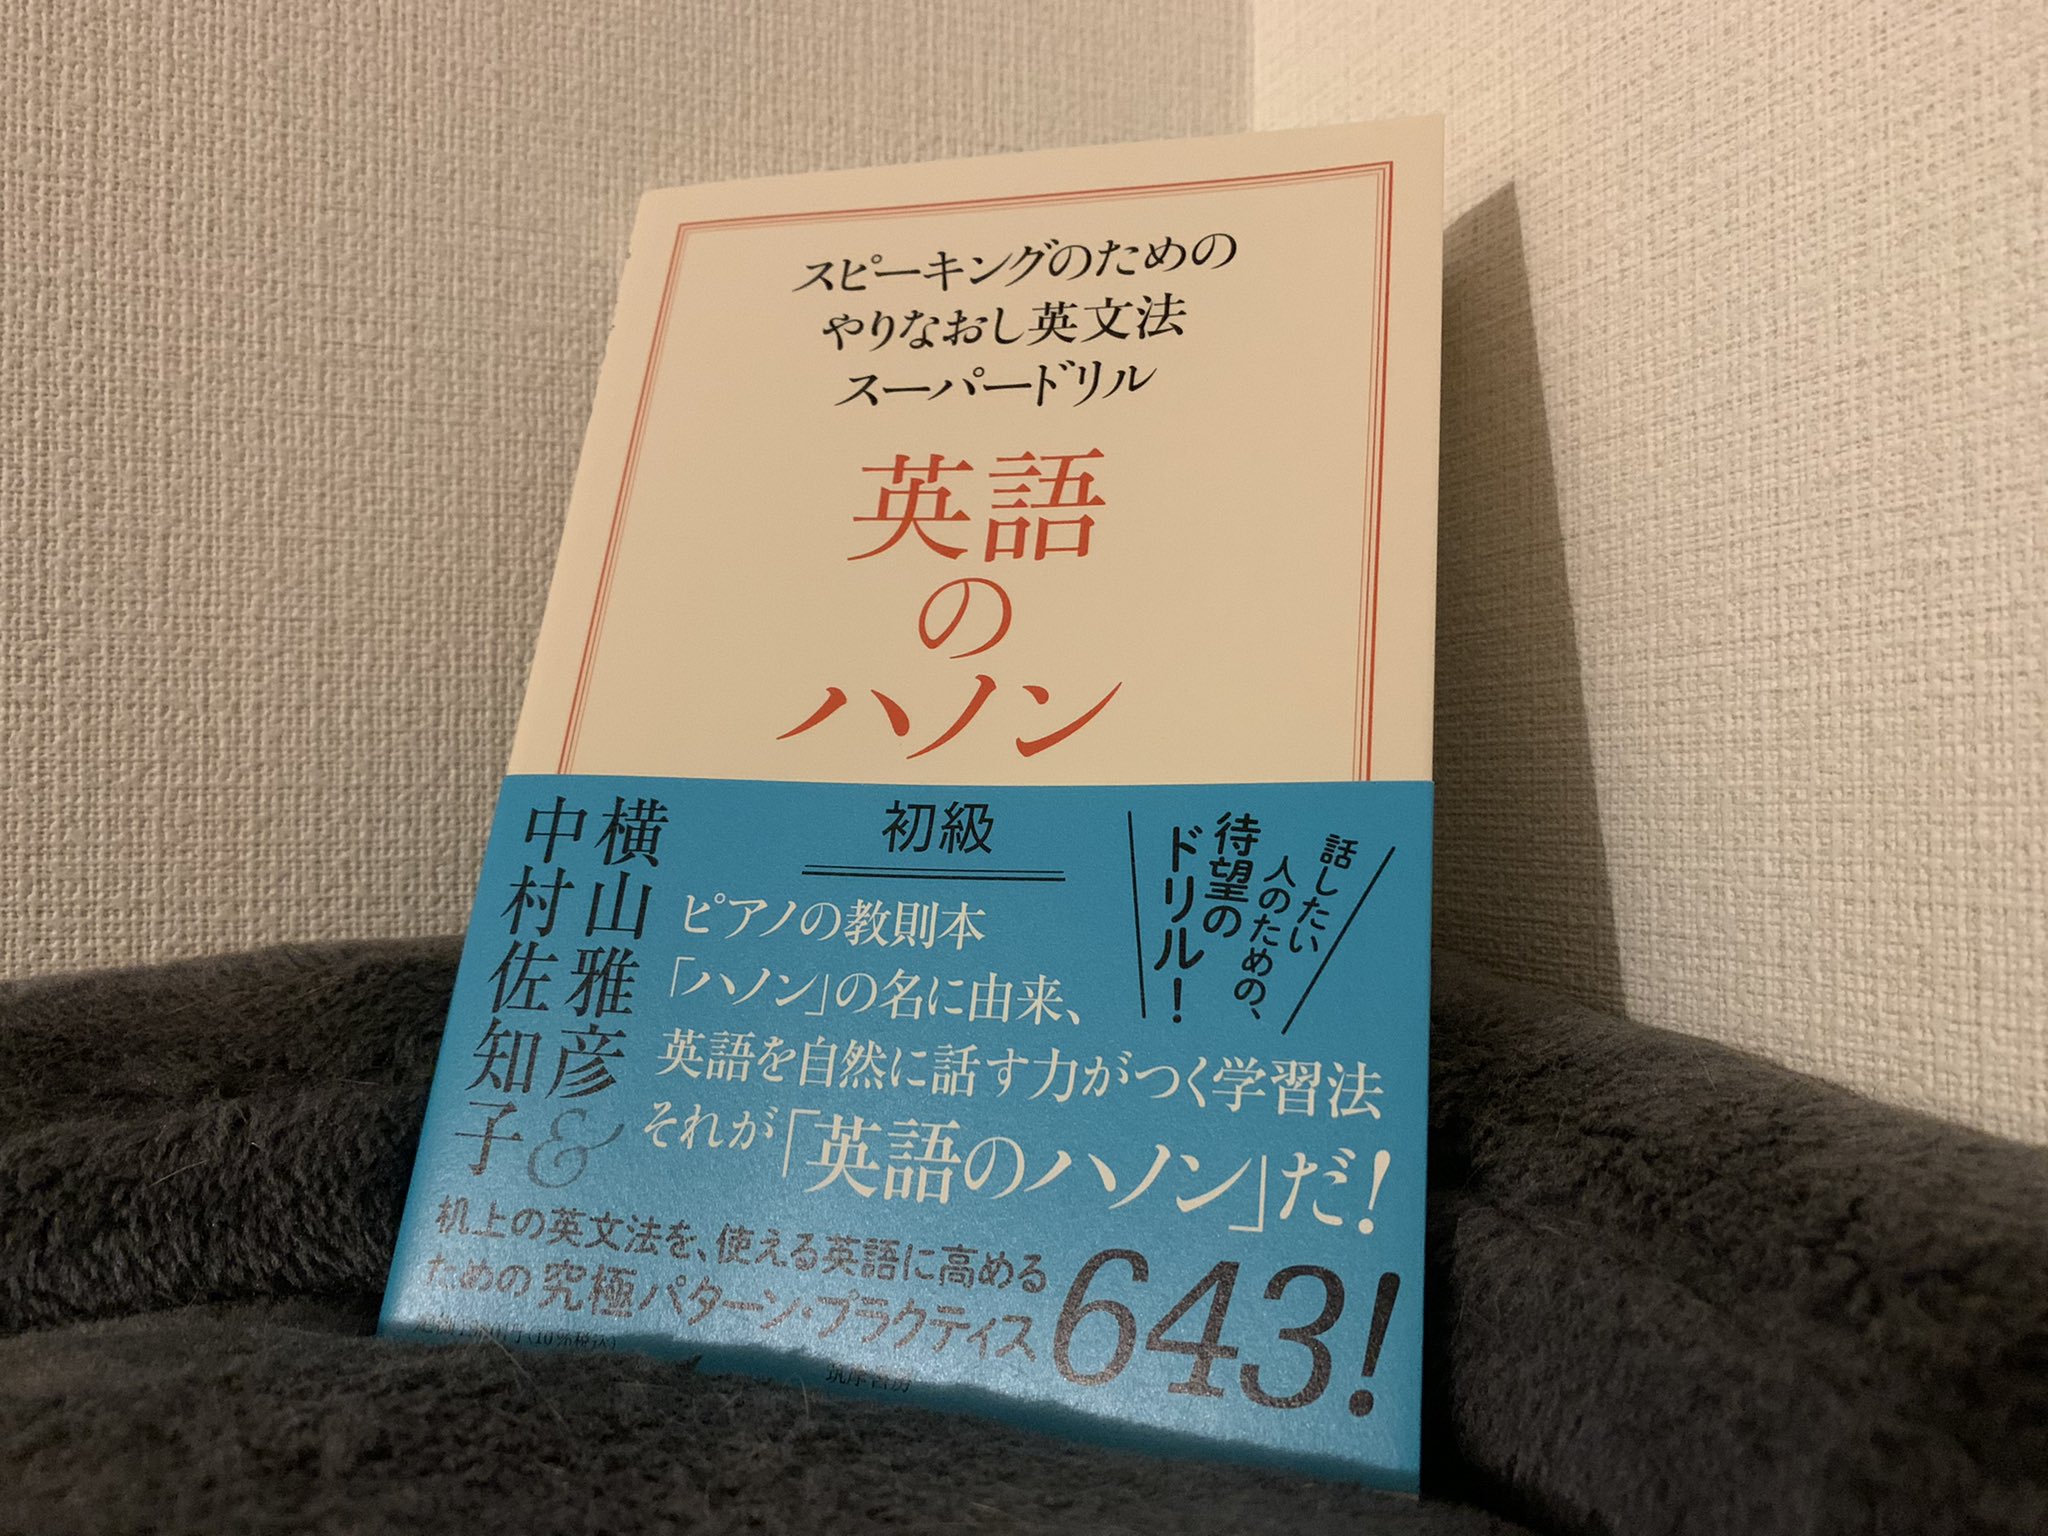 スピーキングのための
やりなおし英文法
スーパードリル
英語
の
ハノン
初級
話したい
人のための、
待望の
ドリル!
横山雅彦&
中村佐知子
ピアノの教則本
「ハノン」の名に由来、
英語を自然に話す力がつく学習法
それが「英語のハノン」だ!
机上の英文法を、使える英語に高める
ための究極パターン・プラクティス
643!
筑摩書房